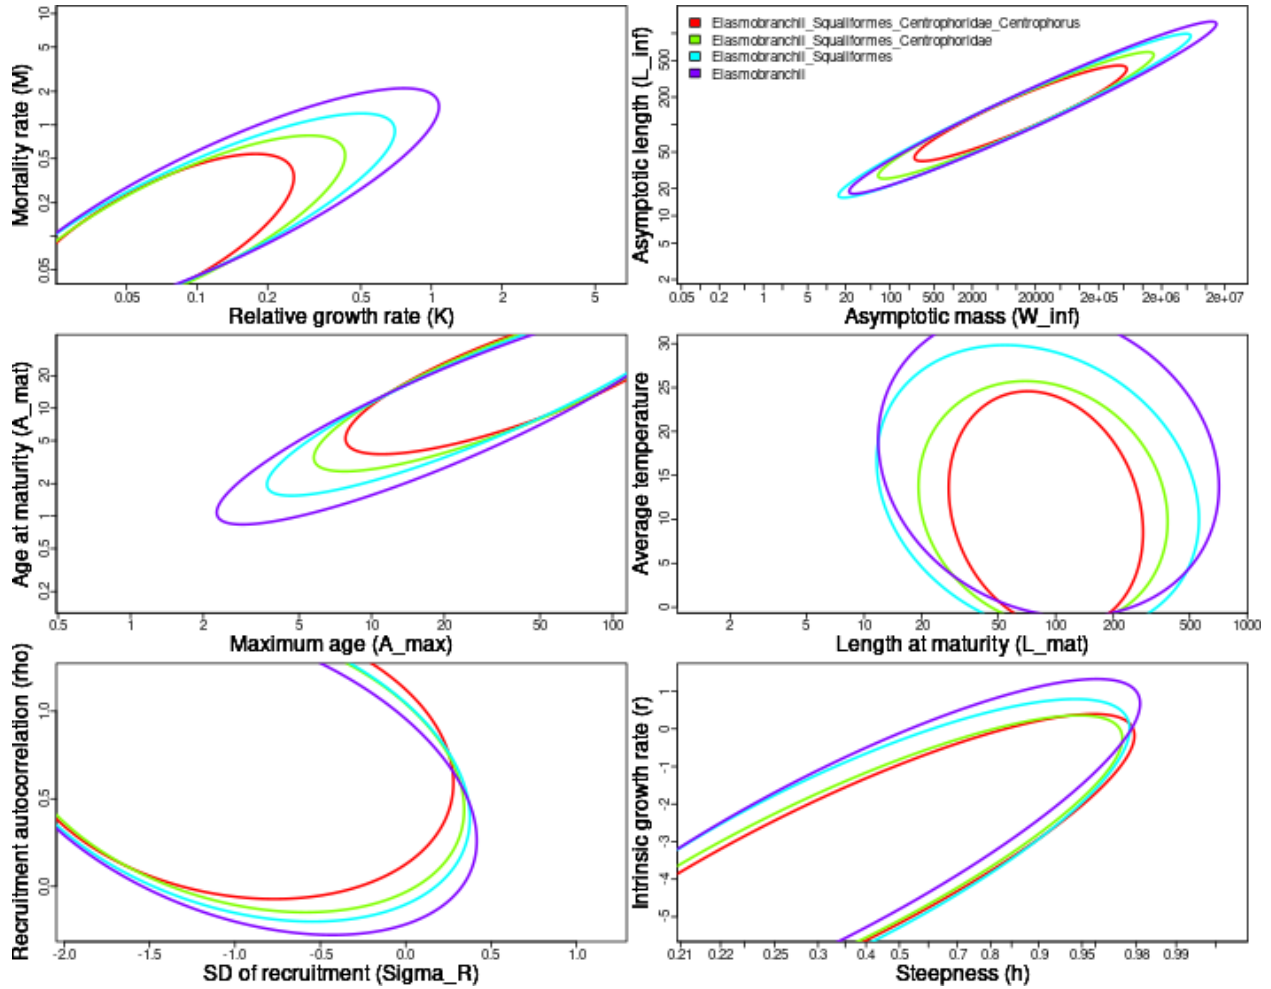 Mortality rate (M)
10
5
2
1
0.5
0.2
0.05
0.05 0.1 0.2 0.5 1 2 5
Relative growth rate (K)
Asymptotic length (L_inf)
500
200
50
20
10
5
2
Elasmobranchii_Squaliformes_Centrophoridae_Centrophorus
Elasmobranchii_Squaliformes_Centrophoridae
Elasmobranchii_Squaliformes
Elasmobranchii
0.05 0.2 1 5 20 100 500 2000 20000 2e+05 2e+06 2e+07
Asymptotic mass (W_inf)
Age at maturity (A_mat)
20
10
5
2
1
0.5
0.2
0.5 1 2 5 10 20 50 100
Maximum age (A_max)
Average temperature
30
25
20
15
10
5
0
2 5 10 20 50 100 200 500 1000
Length at maturity (L_mat)
Recruitment autocorrelation (rho)
1.0
0.5
0.0
-2.0 -1.5 -1.0 -0.5 0.0 0.5 1.0
SD of recruitment (Sigma_R)
Intrinsic growth rate (r)
1
0
-1
-2
-3
-4
-5
0.21 0.22 0.25 0.3 0.4 0.5 0.7 0.8 0.9 0.95 0.98 0.99
Steepness (h)